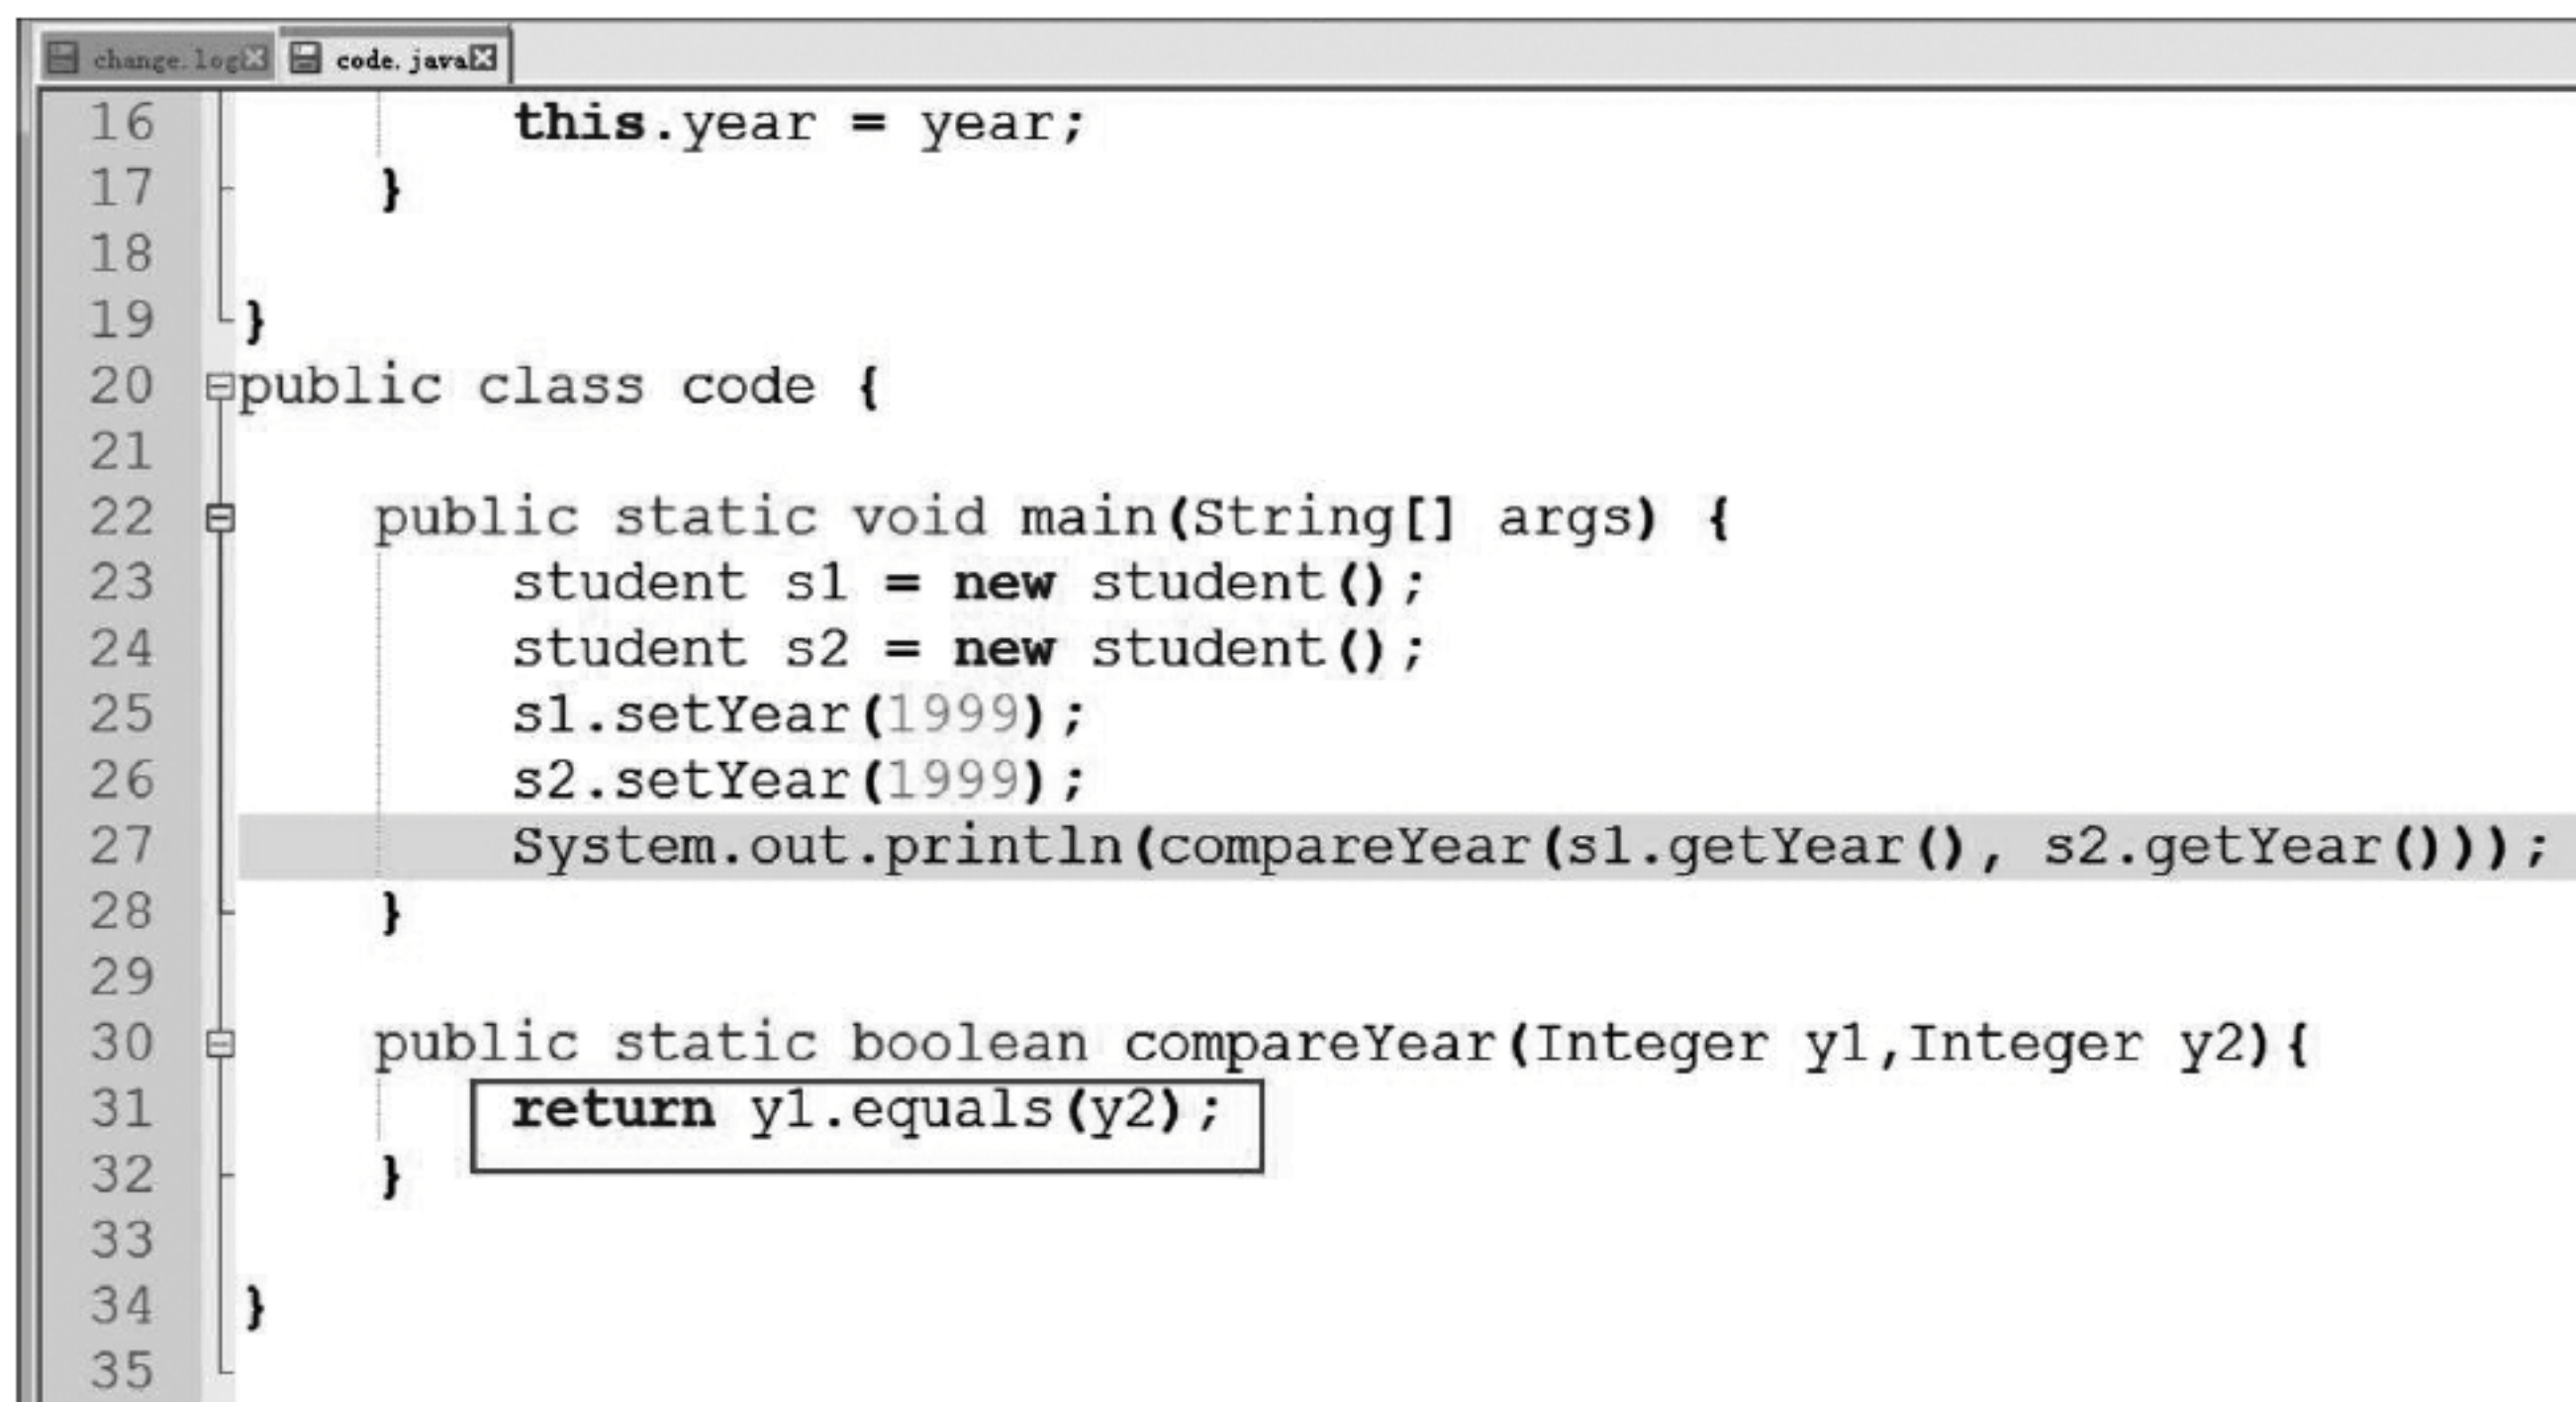 change.log code.java
16 this.year = year;
17 }
18
19 }
20 public class code {
21
22 public static void main(String[] args) {
23 student s1 = new student();
24 student s2 = new student();
25 s1.setYear(1999);
26 s2.setYear(1999);
27 System.out.println(compareYear(s1.getYear(), s2.getYear()));
28 }
29
30 public static boolean compareYear(Integer y1,Integer y2){
31 return y1.equals(y2);
32 }
33
34 }
35